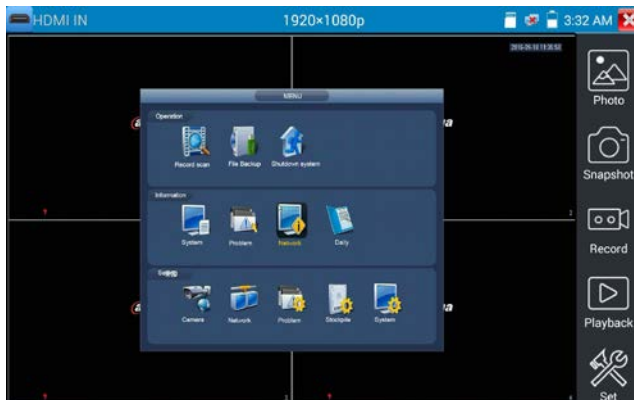 HDMI IN
1920×1080p
3:32 AM
MENU
Operation
Record scan
File Backup
Shutdown system
Information
System
Problem
Network
Daily
Camera
Network
Problem
Stockpile
System
Photo
Snapshot
Record
Playback
Set